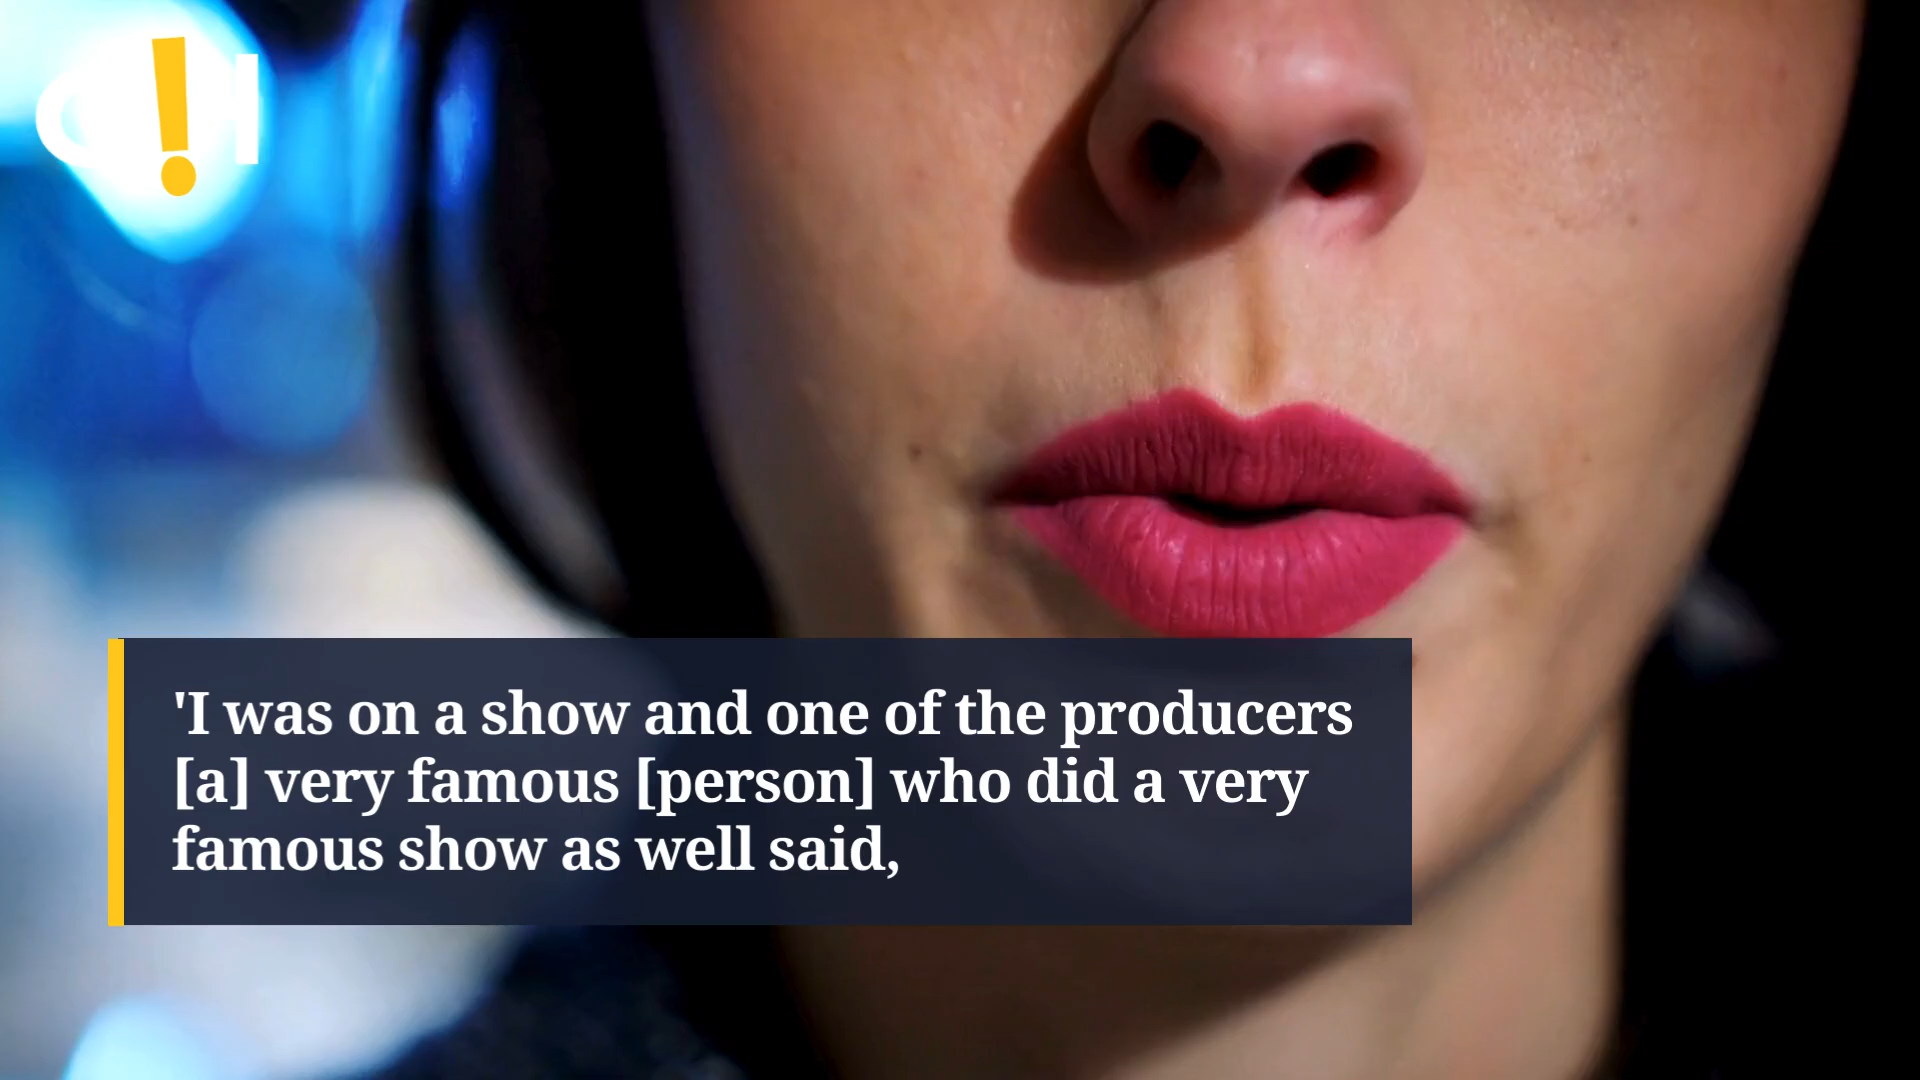 'I was on a show and one of the producers
[a] very famous [person] who did a very
famous show as well said,